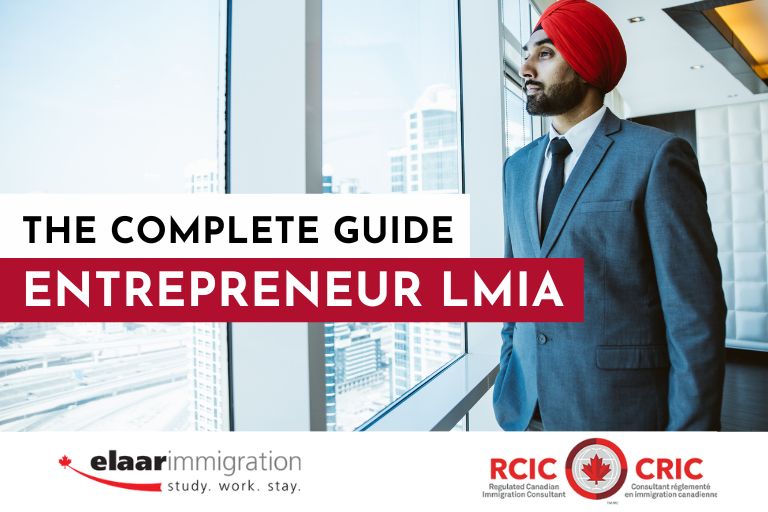 THE COMPLETE GUIDE
ENTREPRENEUR LMIA
elaarimmigration
study. work. stay.
RCIC CRIC
Regulated Canadian Consultant réglementé
Immigration Consultant en immigration canadienne